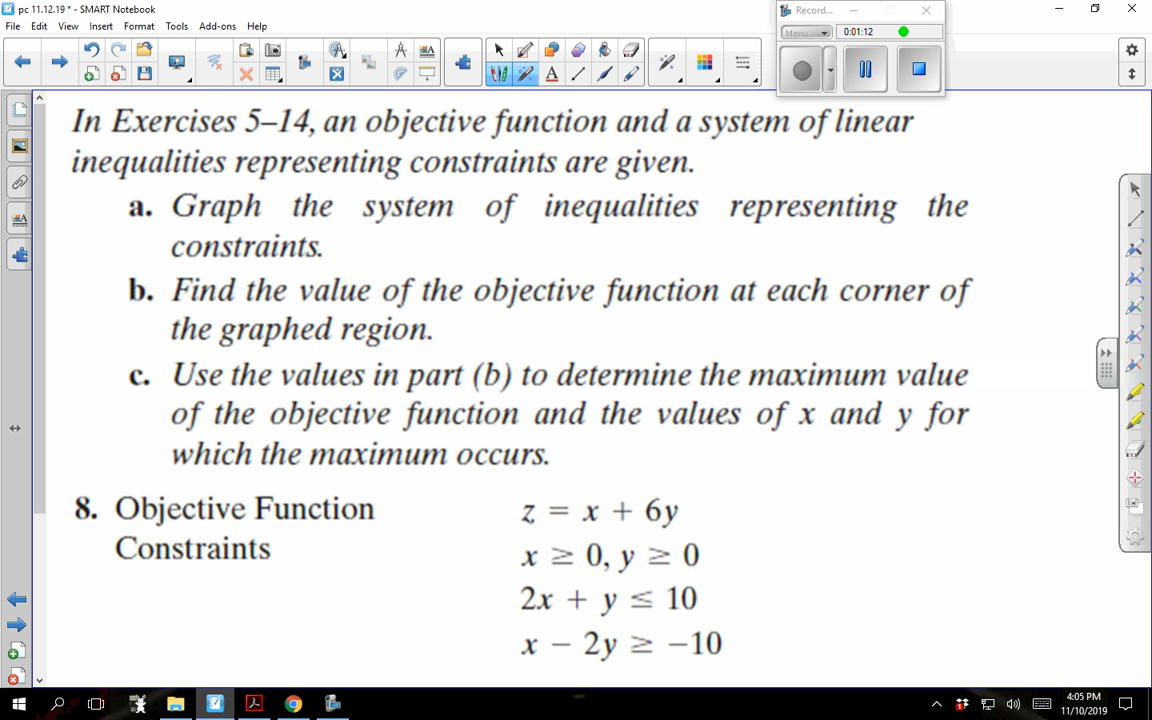 pc 11.12.19 * - SMART Notebook
File Edit View Insert Format Tools Add-ons Help
Record...
Menu
0:01:12
In Exercises 5–14, an objective function and a system of linear
inequalities representing constraints are given.
a. Graph the system of inequalities representing the
constraints.
b. Find the value of the objective function at each corner of
the graphed region.
c. Use the values in part (b) to determine the maximum value
of the objective function and the values of x and y for
which the maximum occurs.
8. Objective Function z = x + 6y
Constraints x ≥ 0, y ≥ 0
2x + y ≤ 10
x − 2y ≥ −10
4:05 PM
11/10/2019